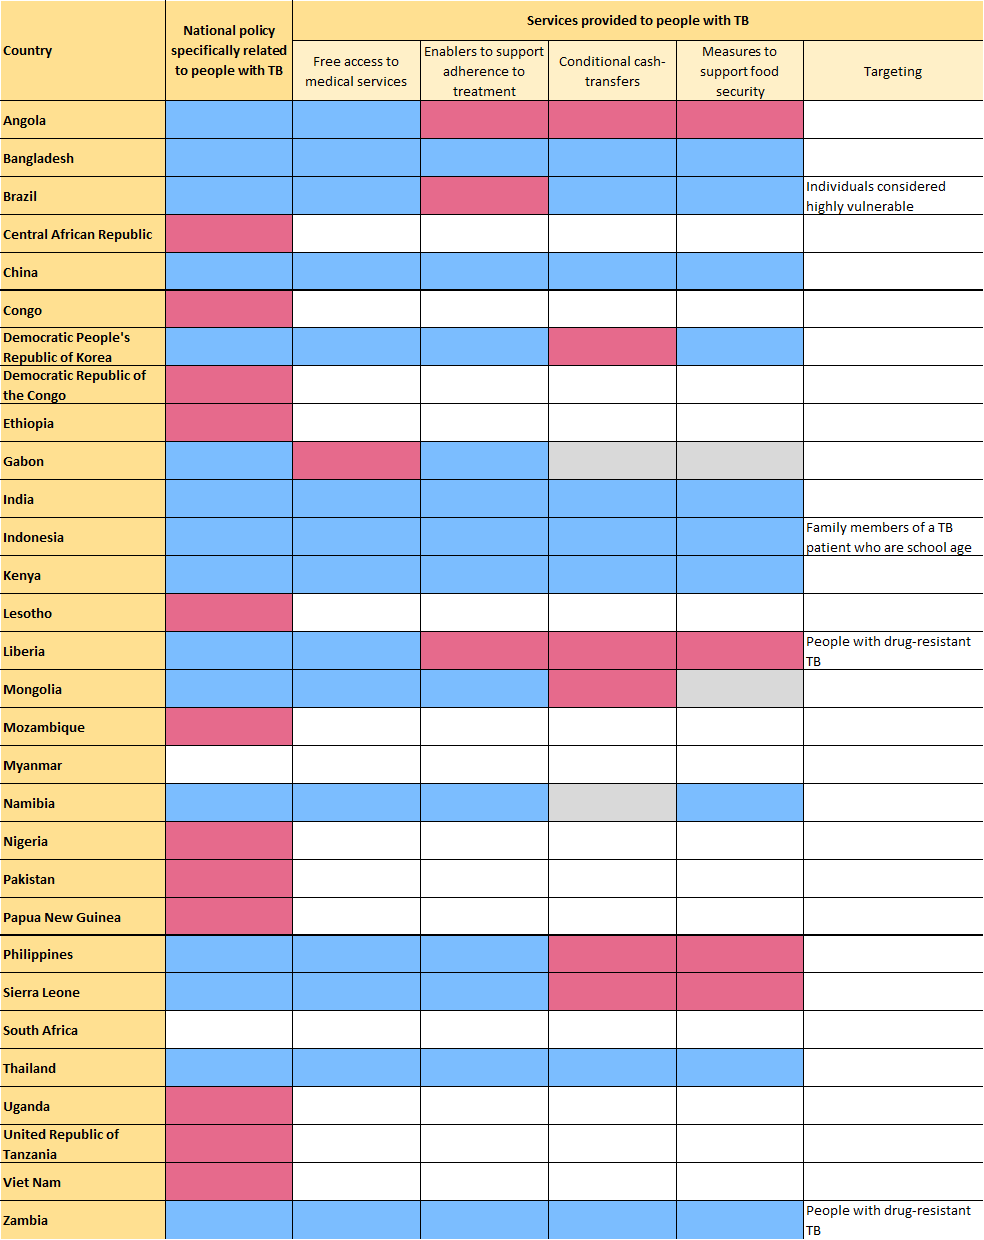 Country
National policy
specifically related
to people with TB
Services provided to people with TB
Free access to
medical services
Enablers to support
adherence to
treatment
Conditional cash-
transfers
Measures to
support food
security
Targeting
Angola
Bangladesh
Brazil
Individuals considered
highly vulnerable
Central African Republic
China
Congo
Democratic People's
Republic of Korea
Democratic Republic of
the Congo
Ethiopia
Gabon
India
Indonesia
Family members of a TB
patient who are school age
Kenya
Lesotho
Liberia
People with drug-resistant
TB
Mongolia
Mozambique
Myanmar
Namibia
Nigeria
Pakistan
Papua New Guinea
Philippines
Sierra Leone
South Africa
Thailand
Uganda
United Republic of
Tanzania
Viet Nam
Zambia
People with drug-resistant
TB